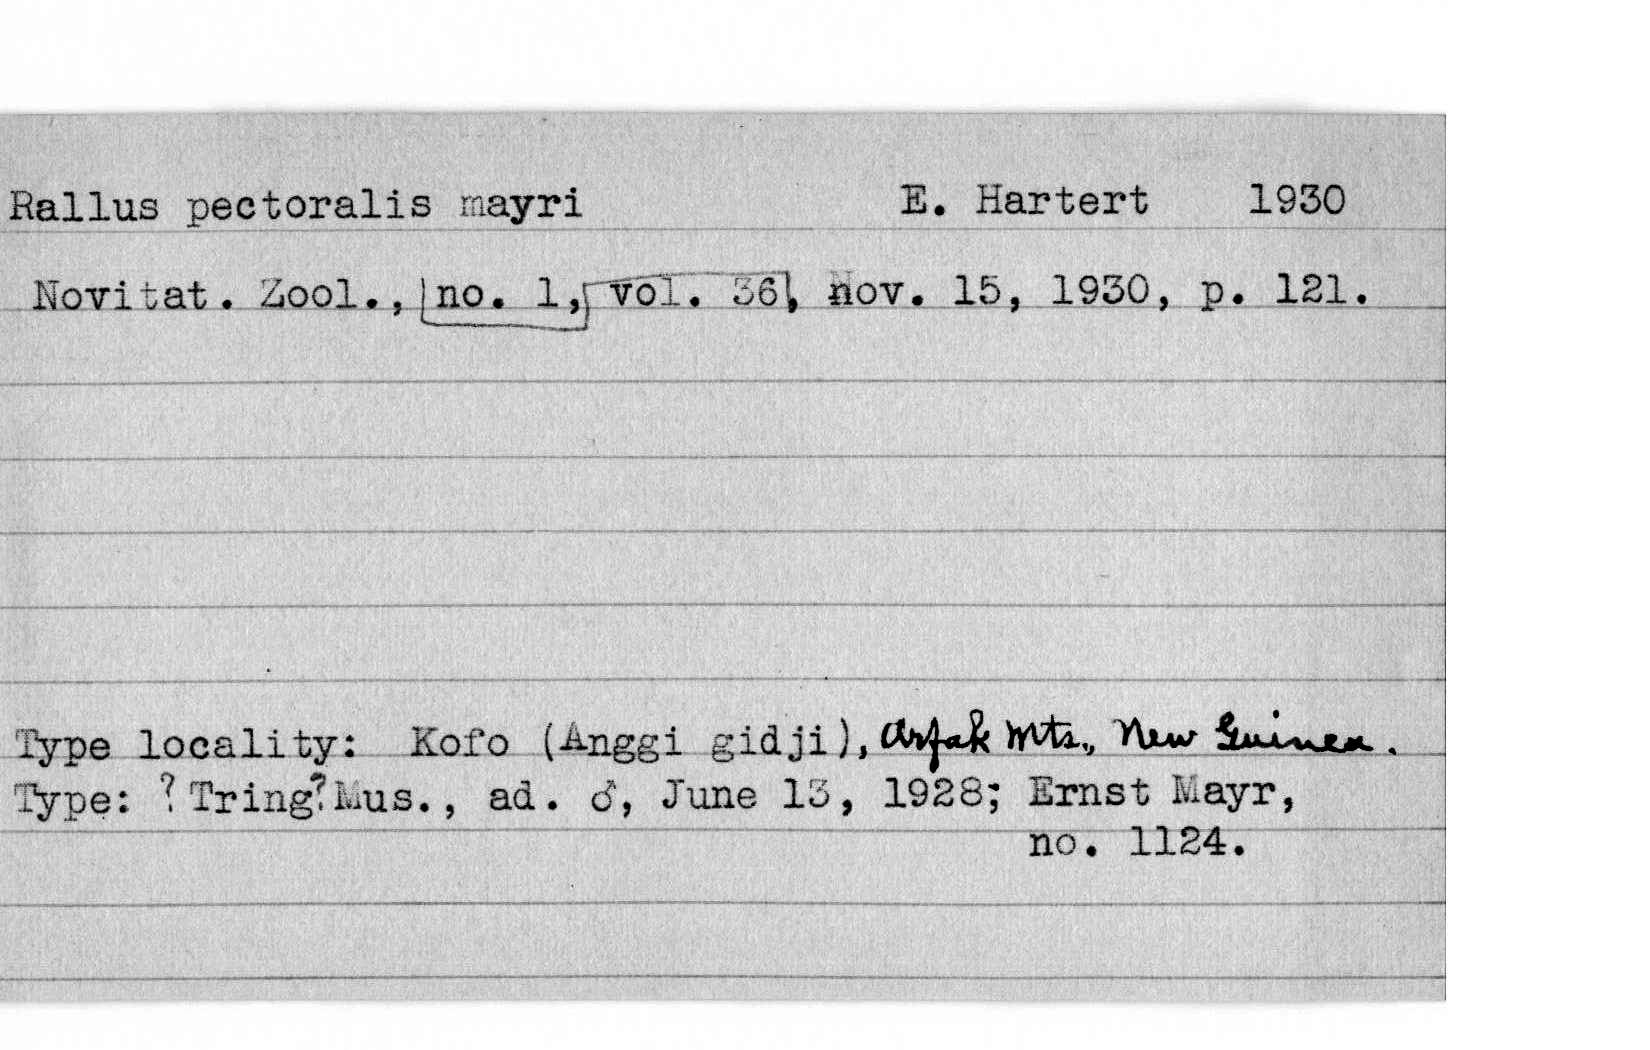 Rallus pectoralis mayri E. Hartert 1930
Novitat. Zool., no. 1, vol. 36, Nov. 15, 1930, p. 121.
Type locality: Kofo (Anggi gidji), Arfak Mts., New Guinea.
Type: ? Tring? Mus., ad. ♂, June 13, 1928; Ernst Mayr,
no. 1124.